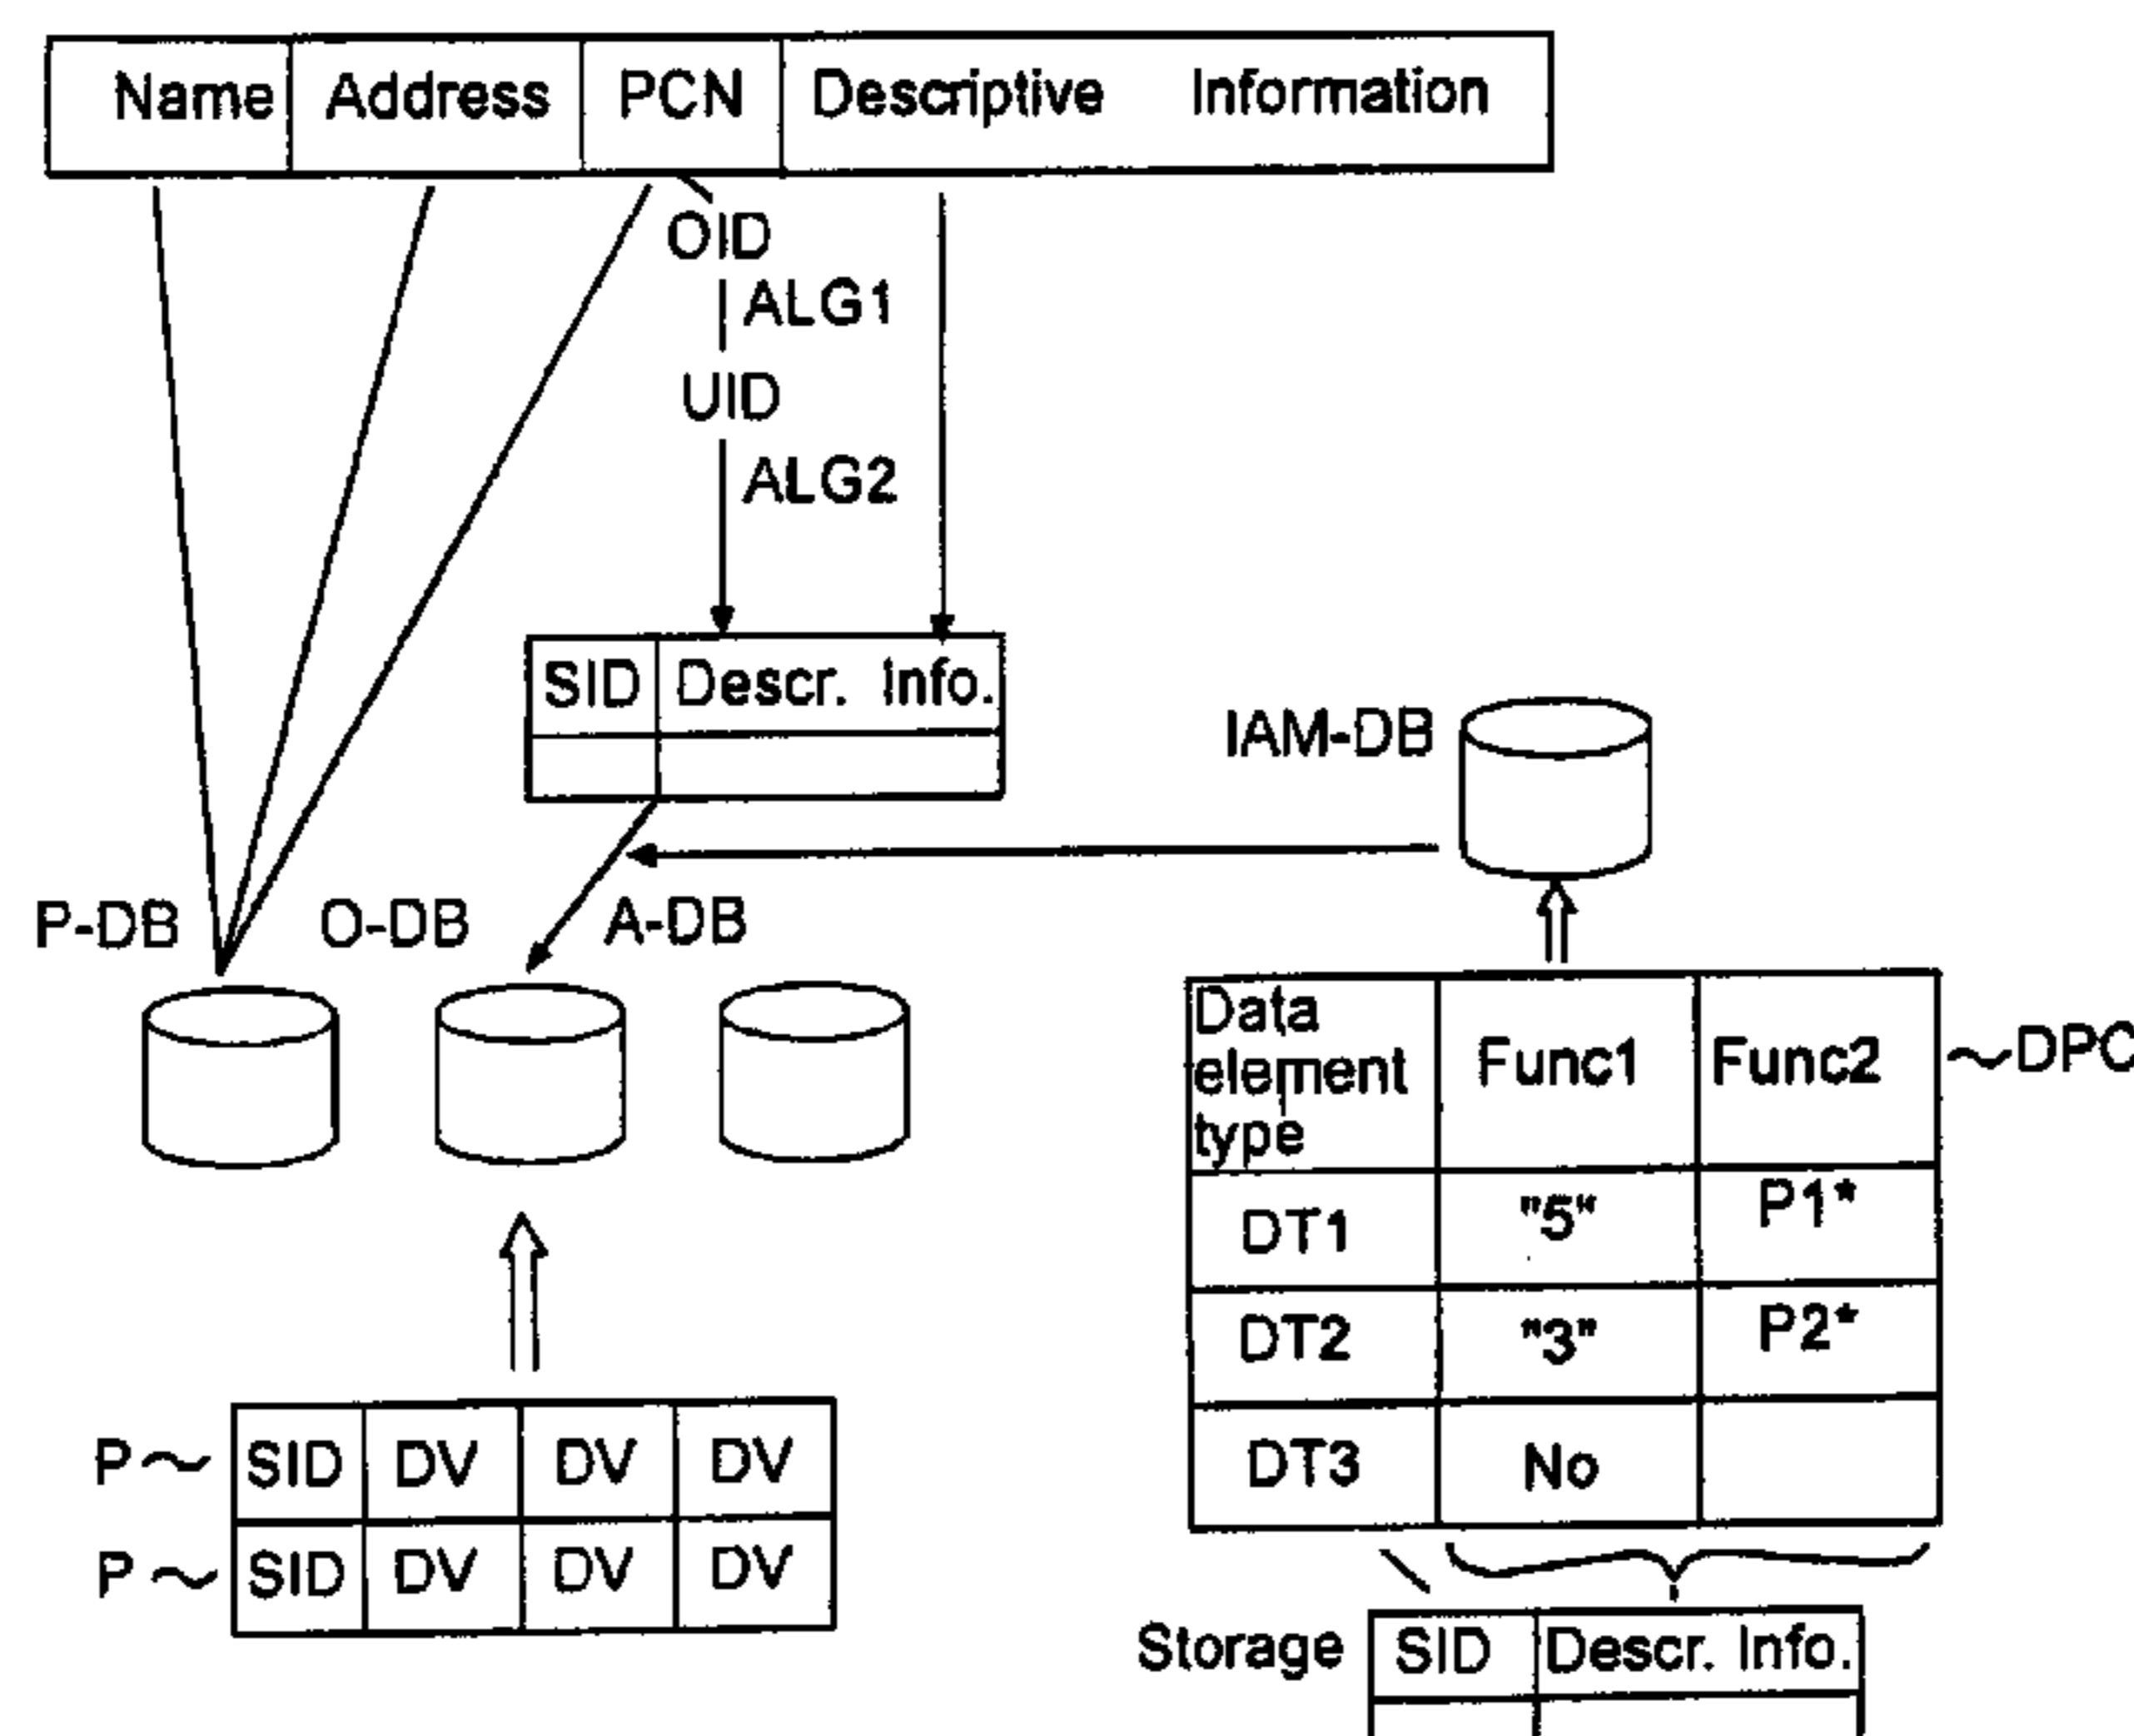 Name Address PCN Descriptive Information
OID
ALG1
UID
ALG2
SID Descr. Info.
IAM-DB
P-DB O-DB A-DB
Data element type Func1 Func2 ~DPC
DT1 "5" P1*
DT2 "3" P2*
DT3 No
P~ SID DV DV DV
P~ SID DV DV DV
Storage SID Descr. Info.